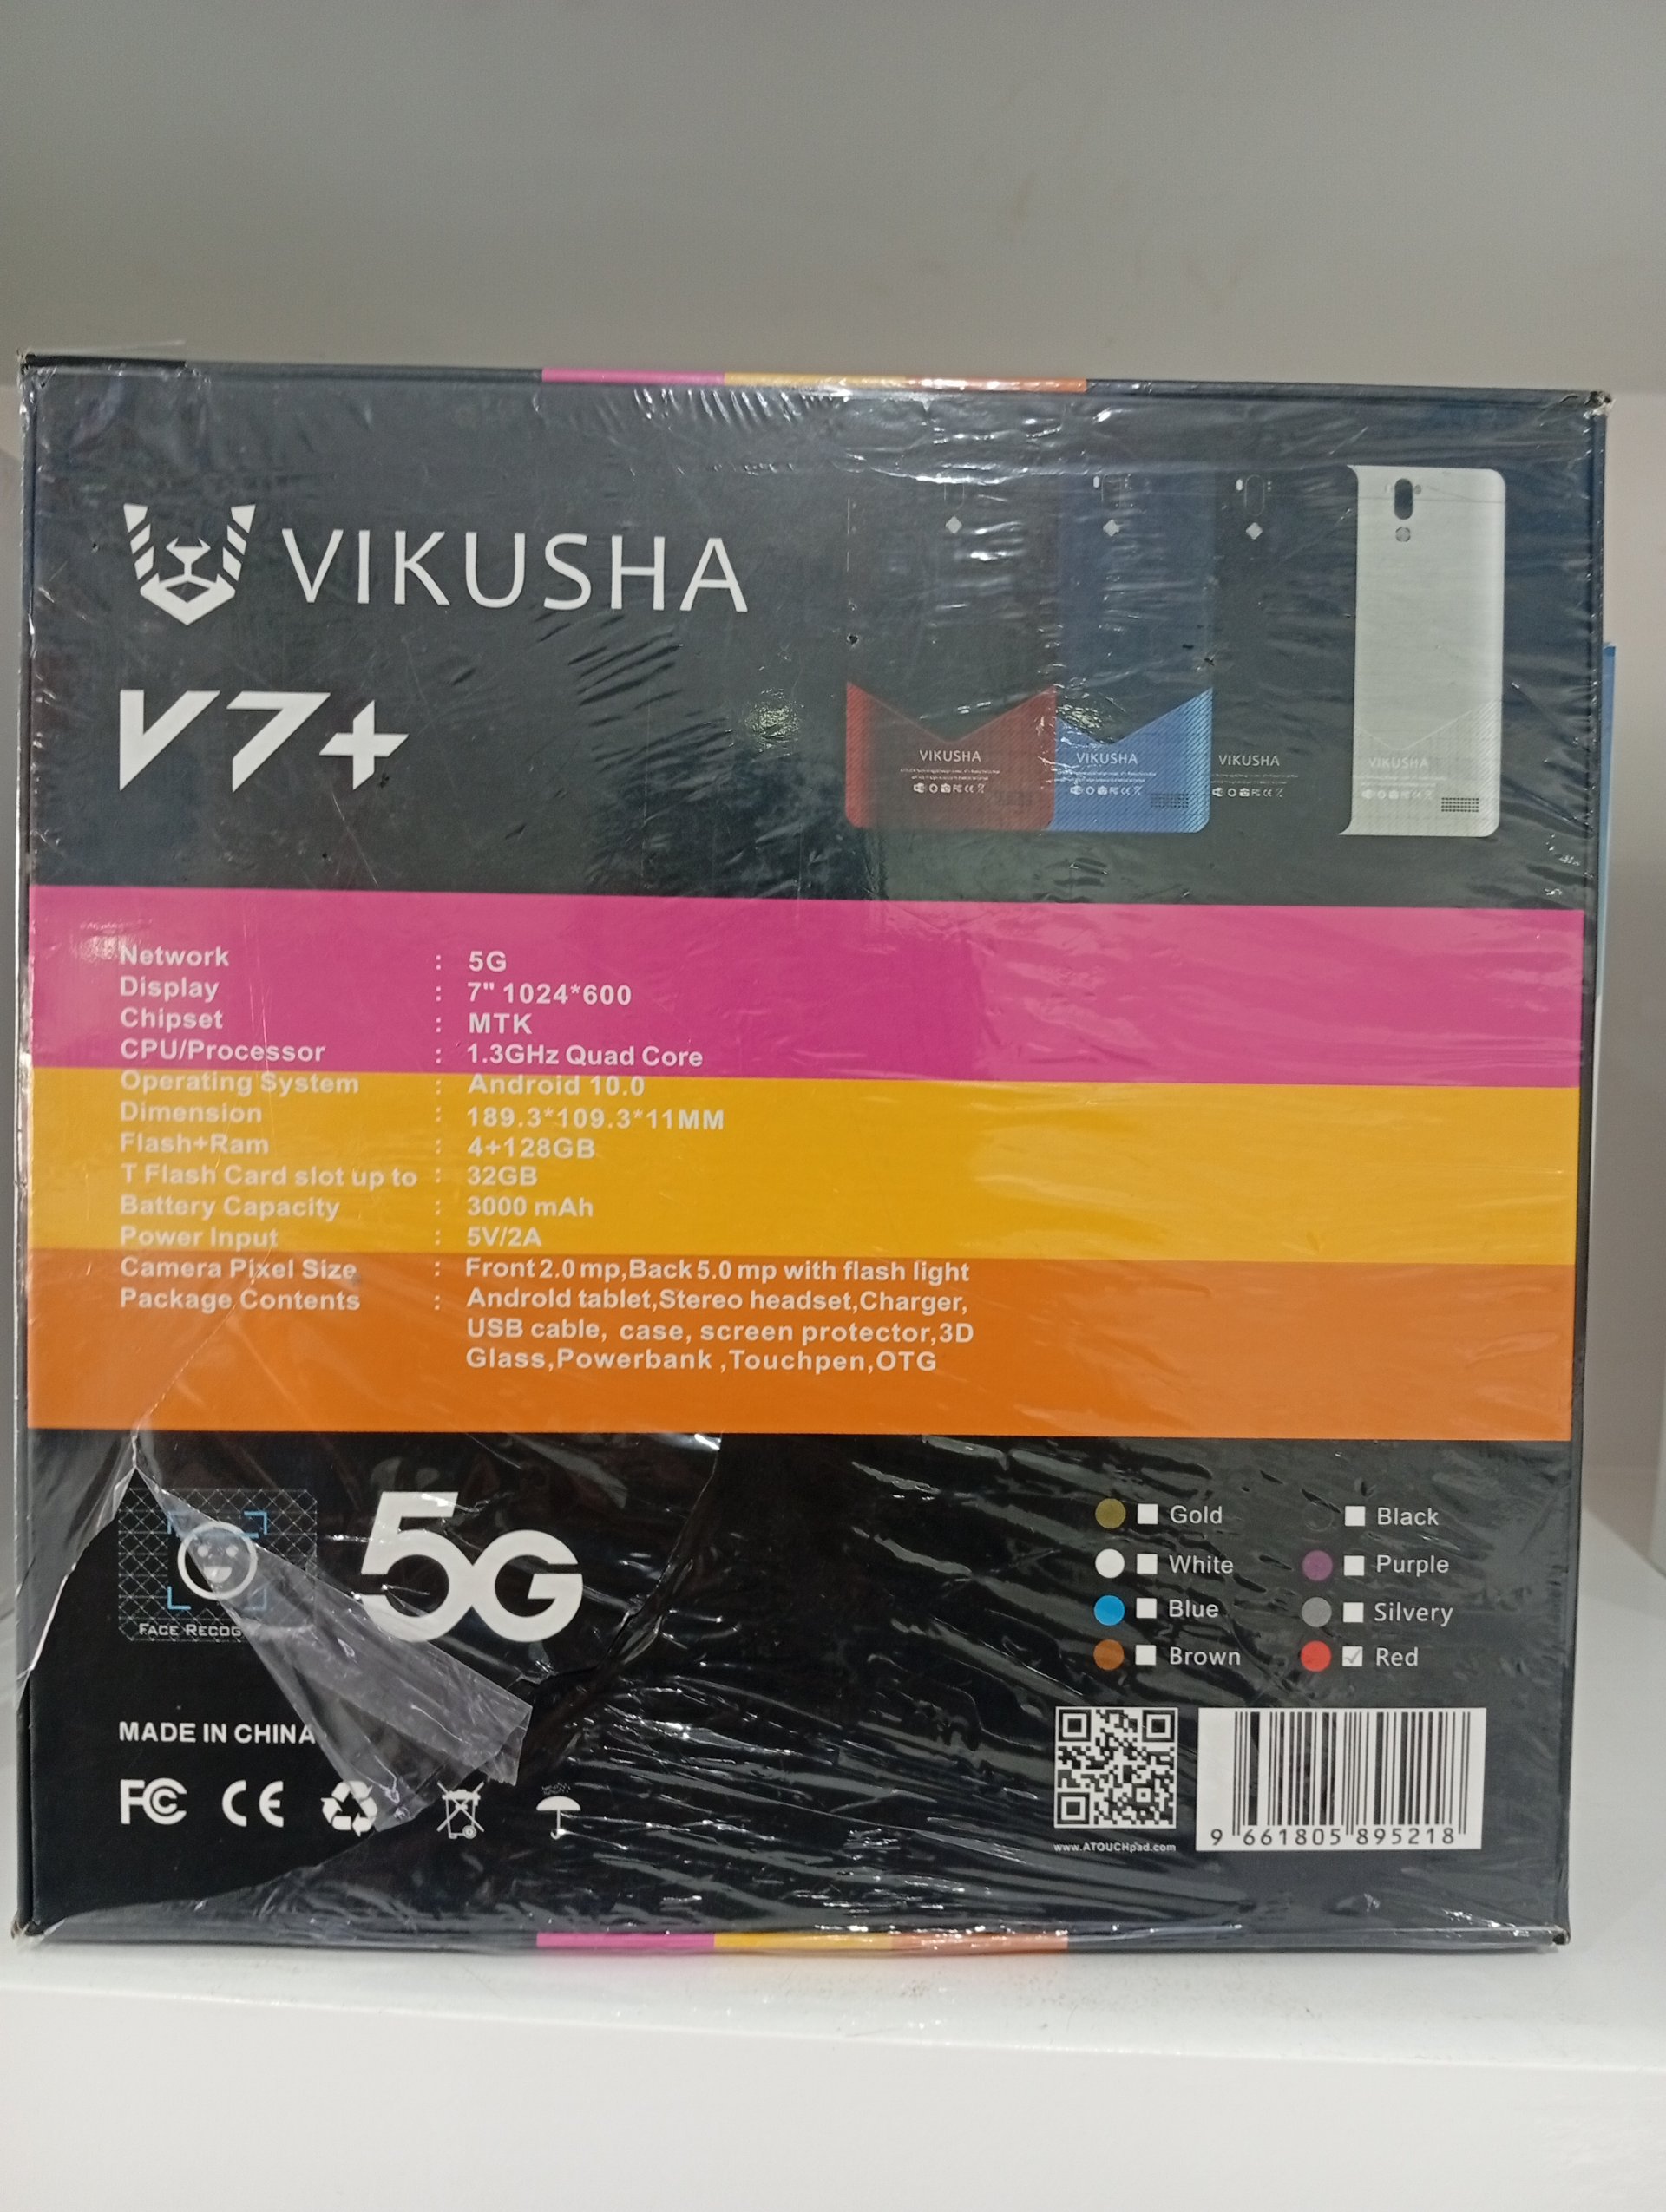 VIKUSHA
V7+
VIKUSHA
VIKUSHA
VIKUSHA
VIKUSHA
Network : 5G
Display : 7" 1024*600
Chipset : MTK
CPU/Processor : 1.3GHz Quad Core
Operating System : Android 10.0
Dimension : 189.3*109.3*11MM
Flash+Ram : 4+128GB
T Flash Card slot up to : 32GB
Battery Capacity : 3000 mAh
Power Input : 5V/2A
Camera Pixel Size : Front 2.0 mp,Back 5.0 mp with flash light
Package Contents : Androld tablet,Stereo headset,Charger,
USB cable, case, screen protector,3D
Glass,Powerbank ,Touchpen,OTG
FACE RECOG
5G
Gold
Black
White
Purple
Blue
Silvery
Brown
Red
MADE IN CHINA
FC CE
www.ATOUCHpad.com
9 661805 895218